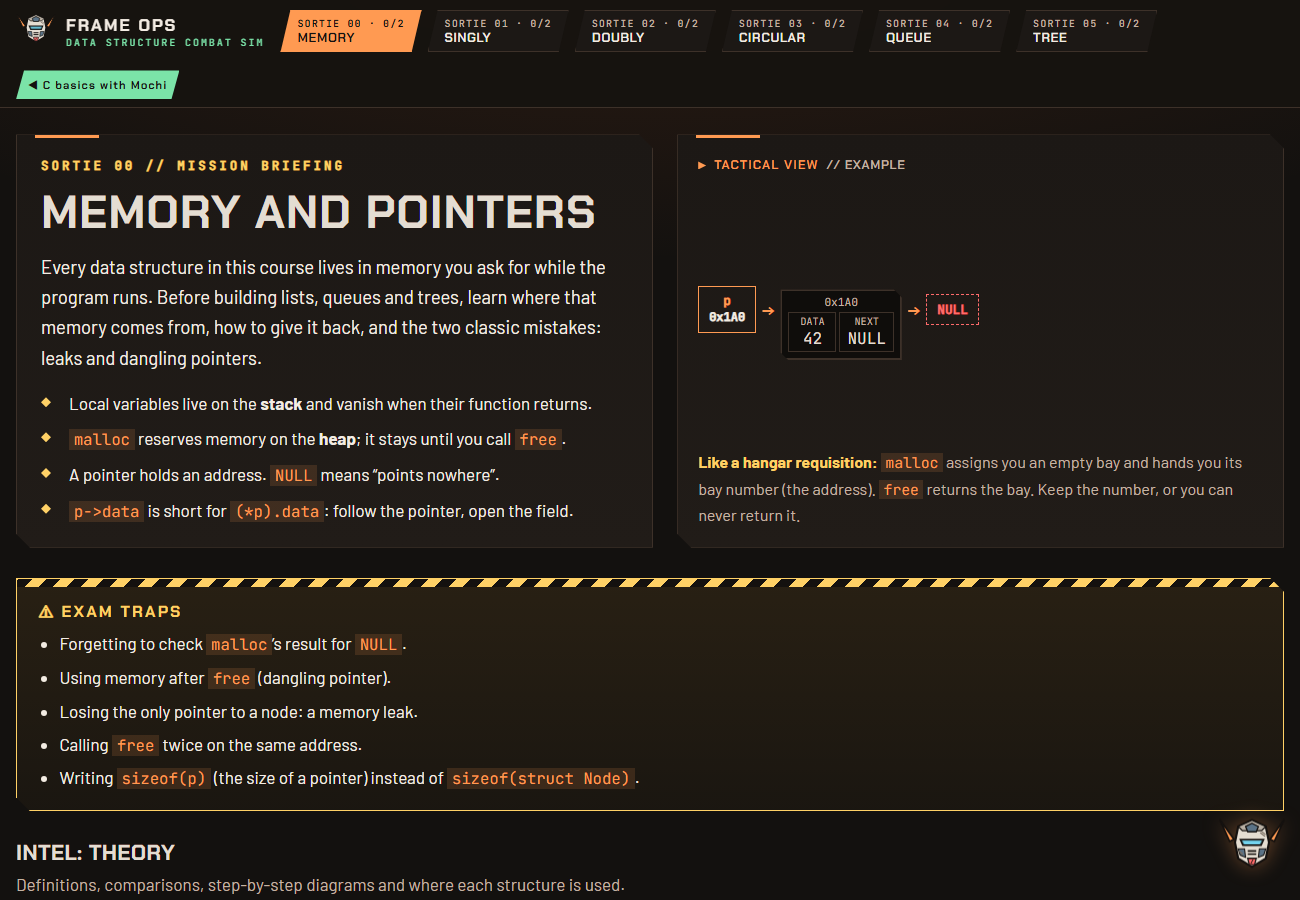 FRAME OPS
DATA STRUCTURE COMBAT SIM
SORTIE 00 · 0/2
MEMORY
SORTIE 01 · 0/2
SINGLY
SORTIE 02 · 0/2
DOUBLY
SORTIE 03 · 0/2
CIRCULAR
SORTIE 04 · 0/2
QUEUE
SORTIE 05 · 0/2
TREE
◀ C basics with Mochi
SORTIE 00 // MISSION BRIEFING
MEMORY AND POINTERS
Every data structure in this course lives in memory you ask for while the
program runs. Before building lists, queues and trees, learn where that
memory comes from, how to give it back, and the two classic mistakes:
leaks and dangling pointers.
Local variables live on the stack and vanish when their function returns.
malloc reserves memory on the heap; it stays until you call free.
A pointer holds an address. NULL means “points nowhere”.
p->data is short for (*p).data: follow the pointer, open the field.
▶ TACTICAL VIEW // EXAMPLE
p
0x1A0
→
0x1A0
DATA
42
NEXT
NULL
→
NULL
Like a hangar requisition: malloc assigns you an empty bay and hands you its
bay number (the address). free returns the bay. Keep the number, or you can
never return it.
⚠ EXAM TRAPS
Forgetting to check malloc’s result for NULL.
Using memory after free (dangling pointer).
Losing the only pointer to a node: a memory leak.
Calling free twice on the same address.
Writing sizeof(p) (the size of a pointer) instead of sizeof(struct Node).
INTEL: THEORY
Definitions, comparisons, step-by-step diagrams and where each structure is used.